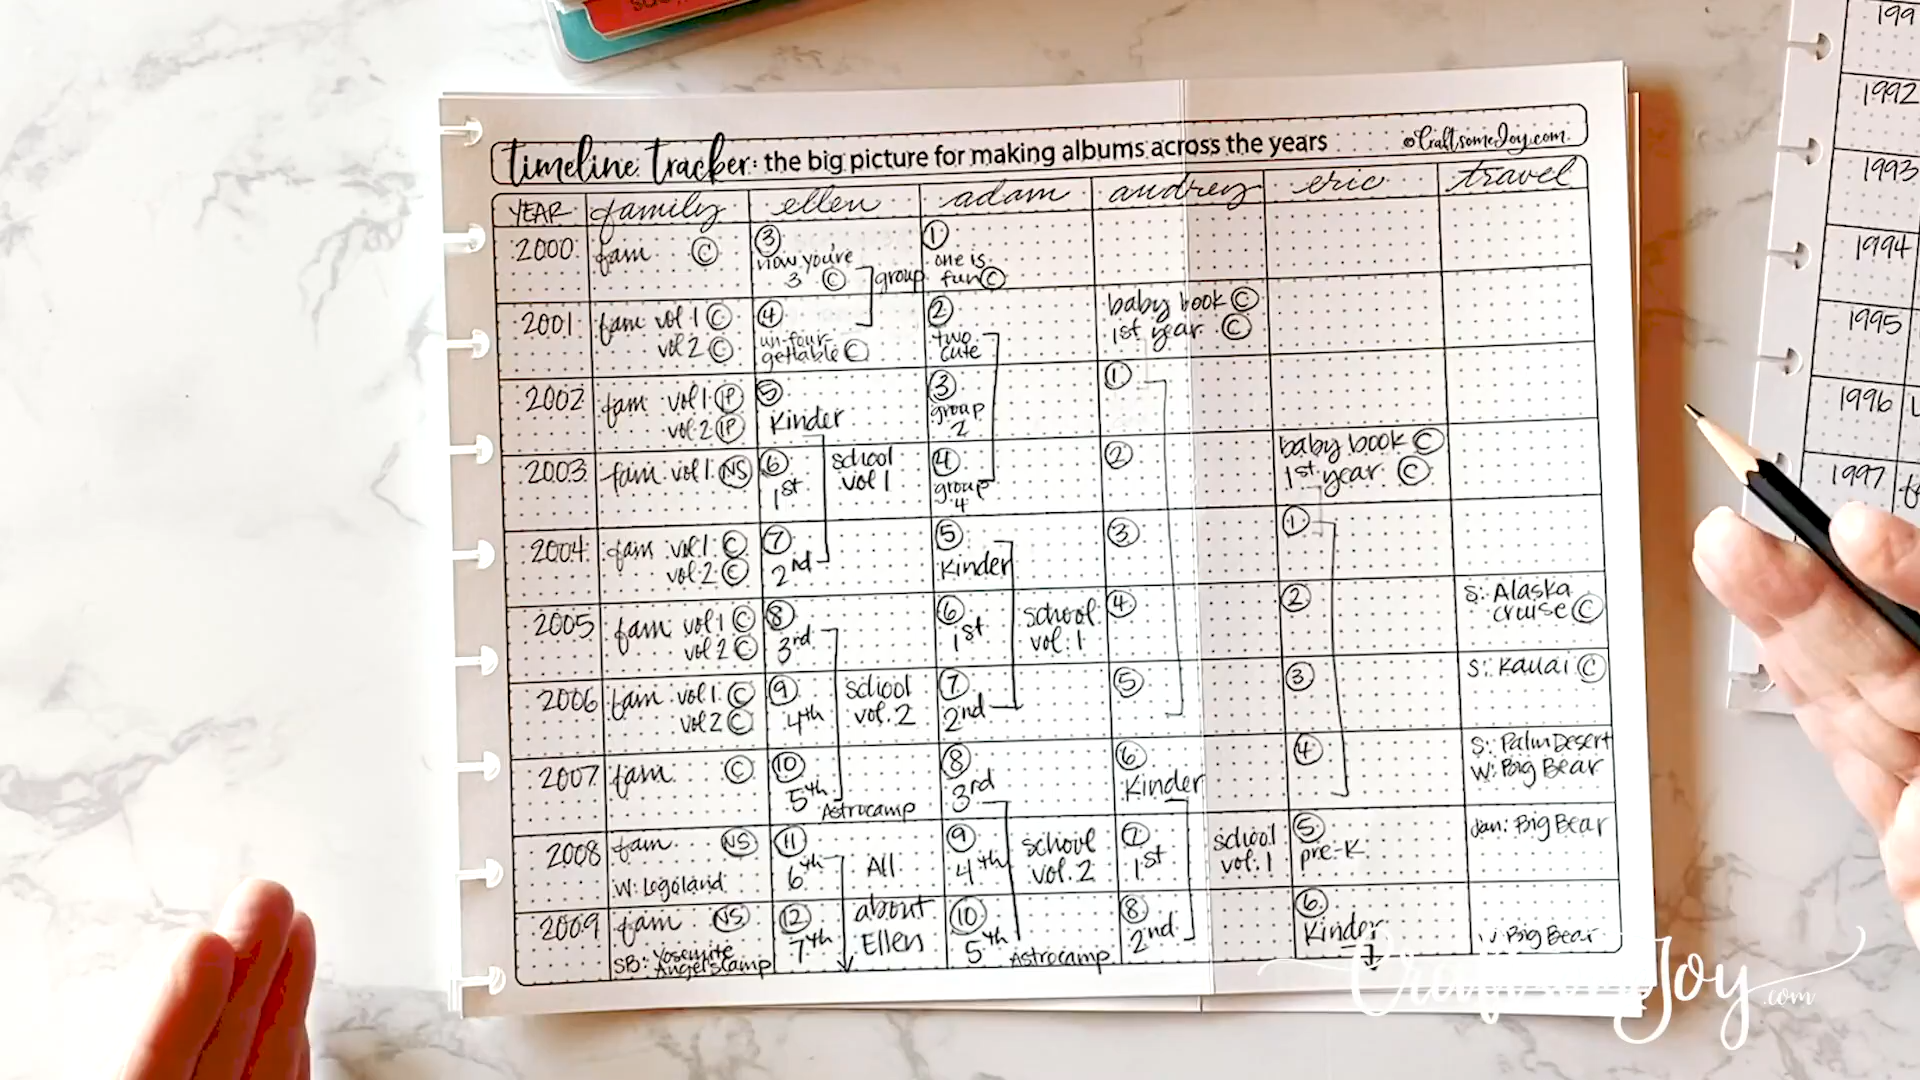 timeline tracker: the big picture for making albums across the years ©CraftsomeJoy.com
YEAR family ellen adam audrey eric travel
2000 fam Ⓒ ③ now you're 3 Ⓒ group ① one is fun Ⓒ
2001 fam vol 1 Ⓒ vol 2 Ⓒ ④ un-four-gettable Ⓒ ② two cute baby book Ⓒ 1st year Ⓒ
2002 fam vol 1 IP vol 2 IP ⑤ Kinder ③ group 2 ①
2003 fam vol 1 NS ⑥ 1st school vol 1 ④ group 4 ② baby book Ⓒ 1st year Ⓒ
2004 fam vol 1 Ⓒ vol 2 Ⓒ ⑦ 2nd ⑤ Kinder ③ ①
2005 fam vol 1 Ⓒ vol 2 Ⓒ ⑧ 3rd ⑥ 1st school vol. 1 ④ ② S: Alaska cruise Ⓒ
2006 fam vol 1 Ⓒ vol 2 Ⓒ ⑨ 4th school vol. 2 ⑦ 2nd ⑤ ③ S: Kauai Ⓒ
2007 fam Ⓒ ⑩ 5th Astrocamp ⑧ 3rd ⑥ Kinder ④ S: Palm Desert W: Big Bear
2008 fam NS W: Legoland ⑪ 6th All ⑨ 4th school vol. 2 ⑦ 1st school vol. 1 ⑤ pre-K Jan: Big Bear
2009 fam NS SB: Yosemite Angels Camp ⑫ 7th about Ellen ⑩ 5th Astrocamp ⑧ 2nd ⑥ Kinder Big Bear
199
1992
1993
1994
1995
1996
1997
CraftsomeJoy.com